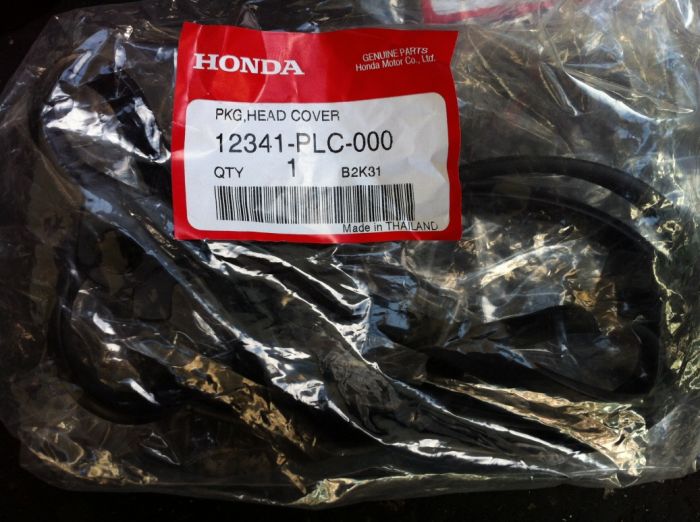 HONDA
GENUINE PARTS
Honda Motor Co., Ltd.
PKG,HEAD COVER
12341-PLC-000
QTY 1 B2K31
Made in THAILAND